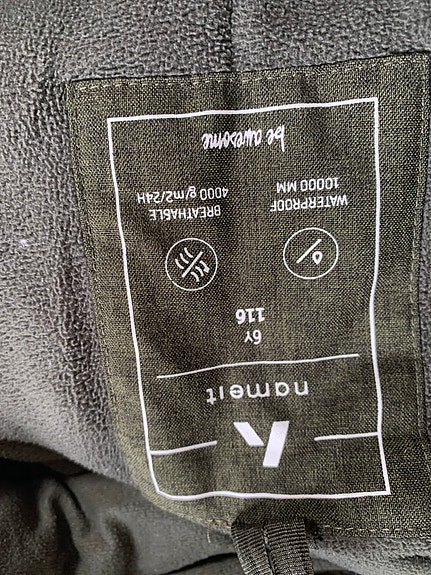 name it
6Y
116
WATERPROOF
10000 MM
BREATHABLE
4000 g/m2/24H
be awesome